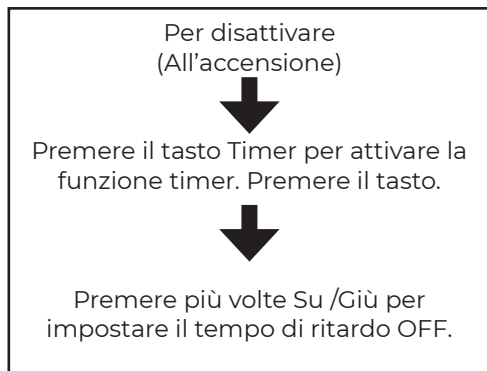 Per disattivare
(All'accensione)
Premere il tasto Timer per attivare la
funzione timer. Premere il tasto.
Premere più volte Su /Giù per
impostare il tempo di ritardo OFF.